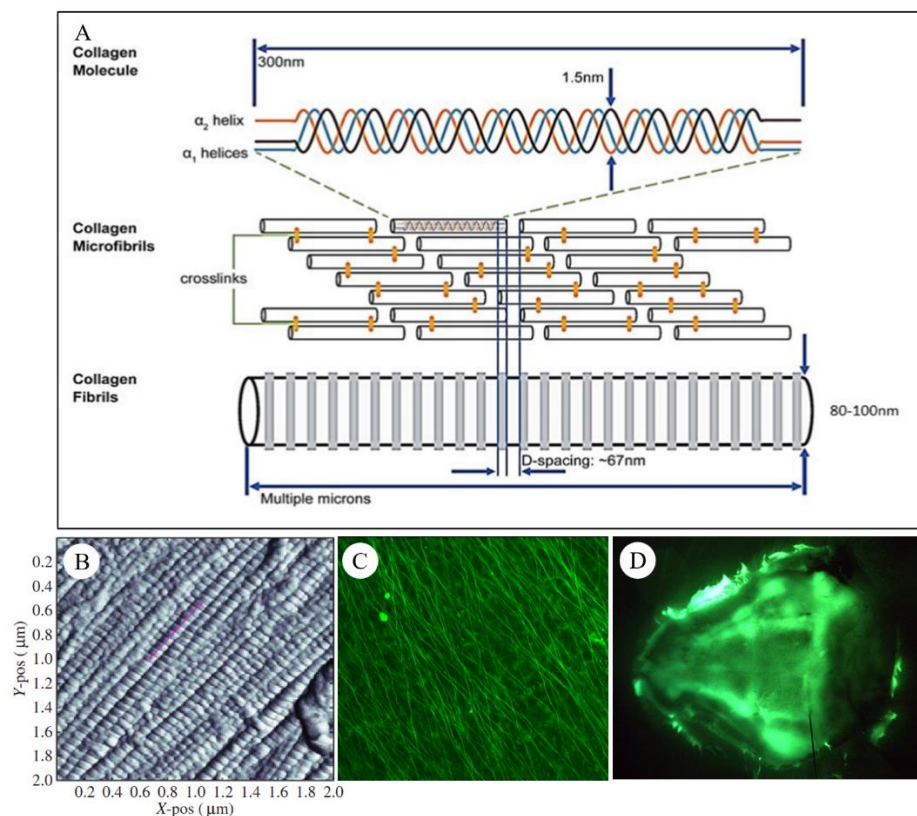 A
Collagen
Molecule
300nm
1.5nm
α₂ helix
α₁ helices
Collagen
Microfibrils
crosslinks
Collagen
Fibrils
80-100nm
D-spacing: ~67nm
Multiple microns
B
C
D
0.2
0.4
0.6
0.8
1.0
1.2
1.4
1.6
1.8
2.0
Y-pos (μm)
0.2 0.4 0.6 0.8 1.0 1.2 1.4 1.6 1.8 2.0
X-pos (μm)